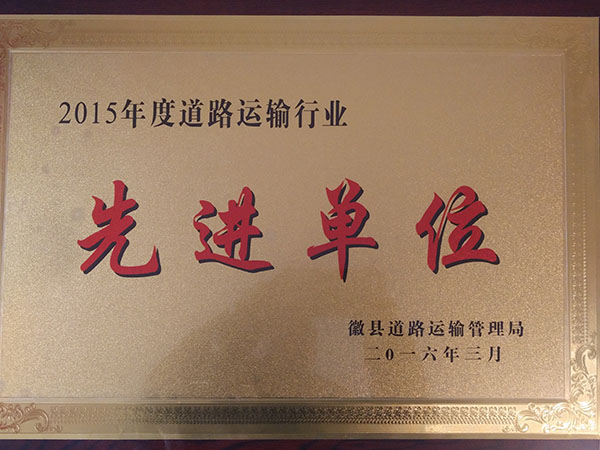 2015年度道路运输行业
先进单位
徽县道路运输管理局
二0一六年三月